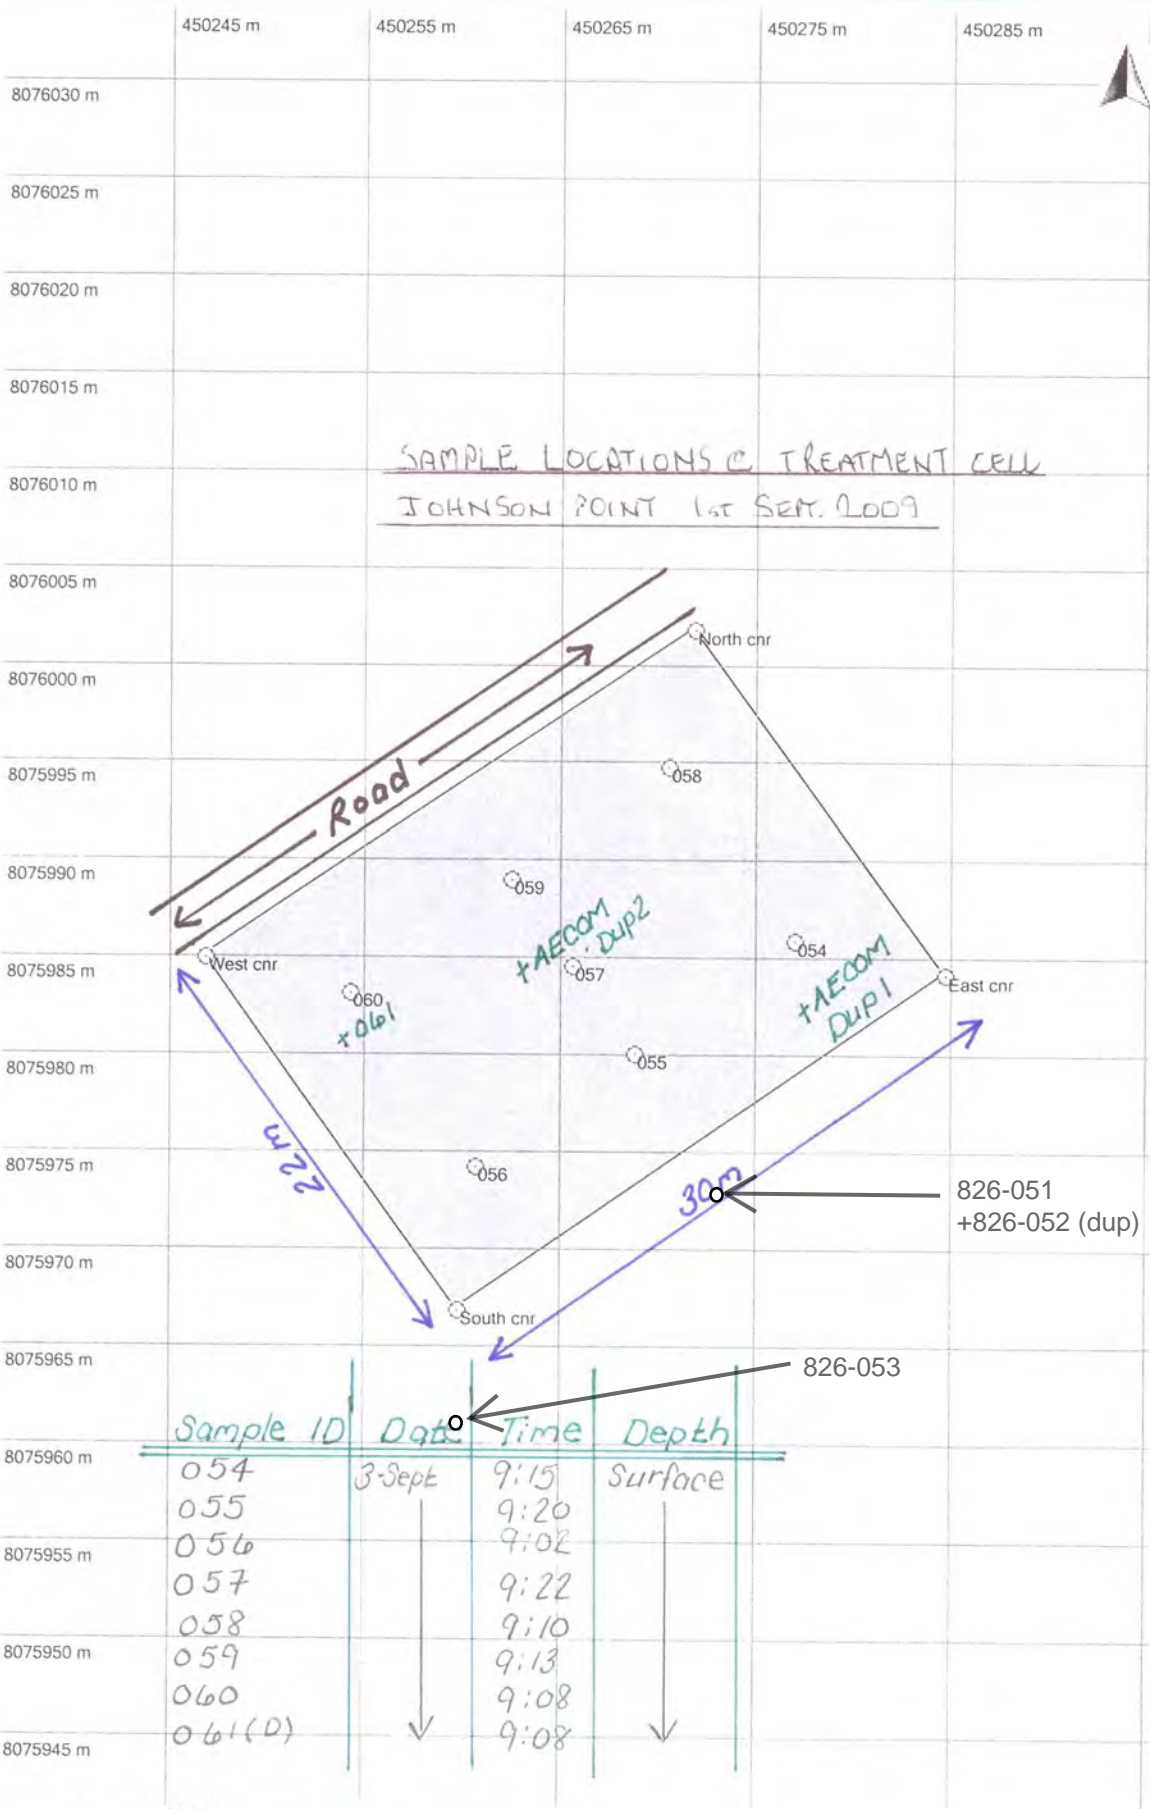 450245 m 450255 m 450265 m 450275 m 450285 m
8076030 m
8076025 m
8076020 m
8076015 m
SAMPLE LOCATIONS @ TREATMENT CELL
8076010 m
JOHNSON POINT 1ST SEPT. 2009
8076005 m
North cnr
8076000 m
Road
8075995 m
058
8075990 m
059
+AECOM
Dup2
054
West cnr
8075985 m
057
East cnr
060
+061
+AECOM
Dup1
8075980 m
055
22m
8075975 m
056
30m
826-051
+826-052 (dup)
8075970 m
South cnr
8075965 m
826-053
Sample ID Date Time Depth
8075960 m
054 3-Sept 9:15 Surface
055 9:20
056 9:02
8075955 m
057 9:22
058 9:10
8075950 m
059 9:13
060 9:08
061(D) 9:08
8075945 m